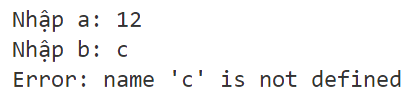 Nhập a: 12
Nhập b: c
Error: name 'c' is not defined